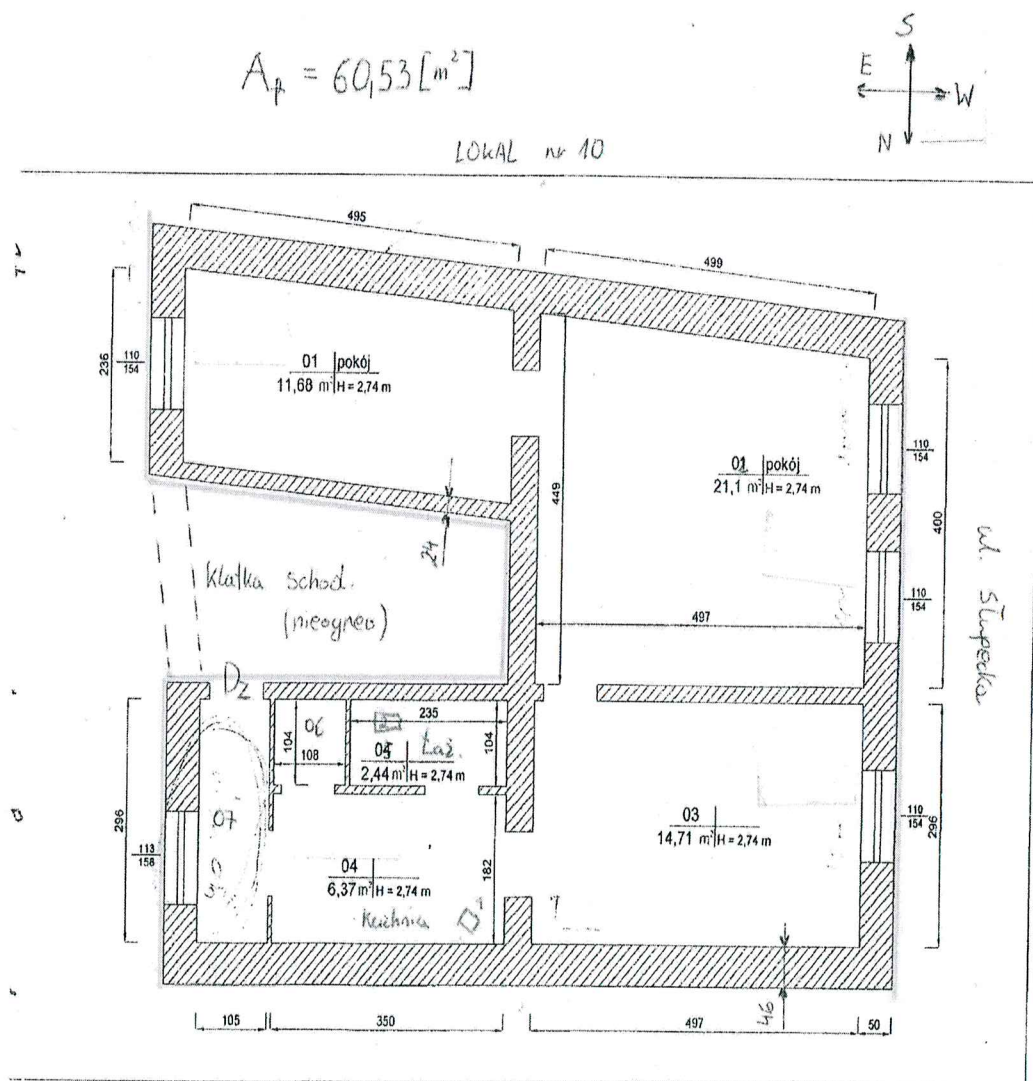 A_p = 60,53 [m²]
S
E
W
N
LOKAL nr 10
495
499
236
110
154
01 pokój
11,68 m² H = 2,74 m
449
01 pokój
21,1 m² H = 2,74 m
110
154
400
110
154
24
497
Klatka schod.
(nieogrew)
ul. Słupecka
Dz
235
104
06
108
05 Łaź.
2,44 m² H = 2,74 m
104
296
07
113
158
04
6,37 m² H = 2,74 m
Kuchnia
182
03
14,71 m² H = 2,74 m
110
154
296
46
105
350
497
50